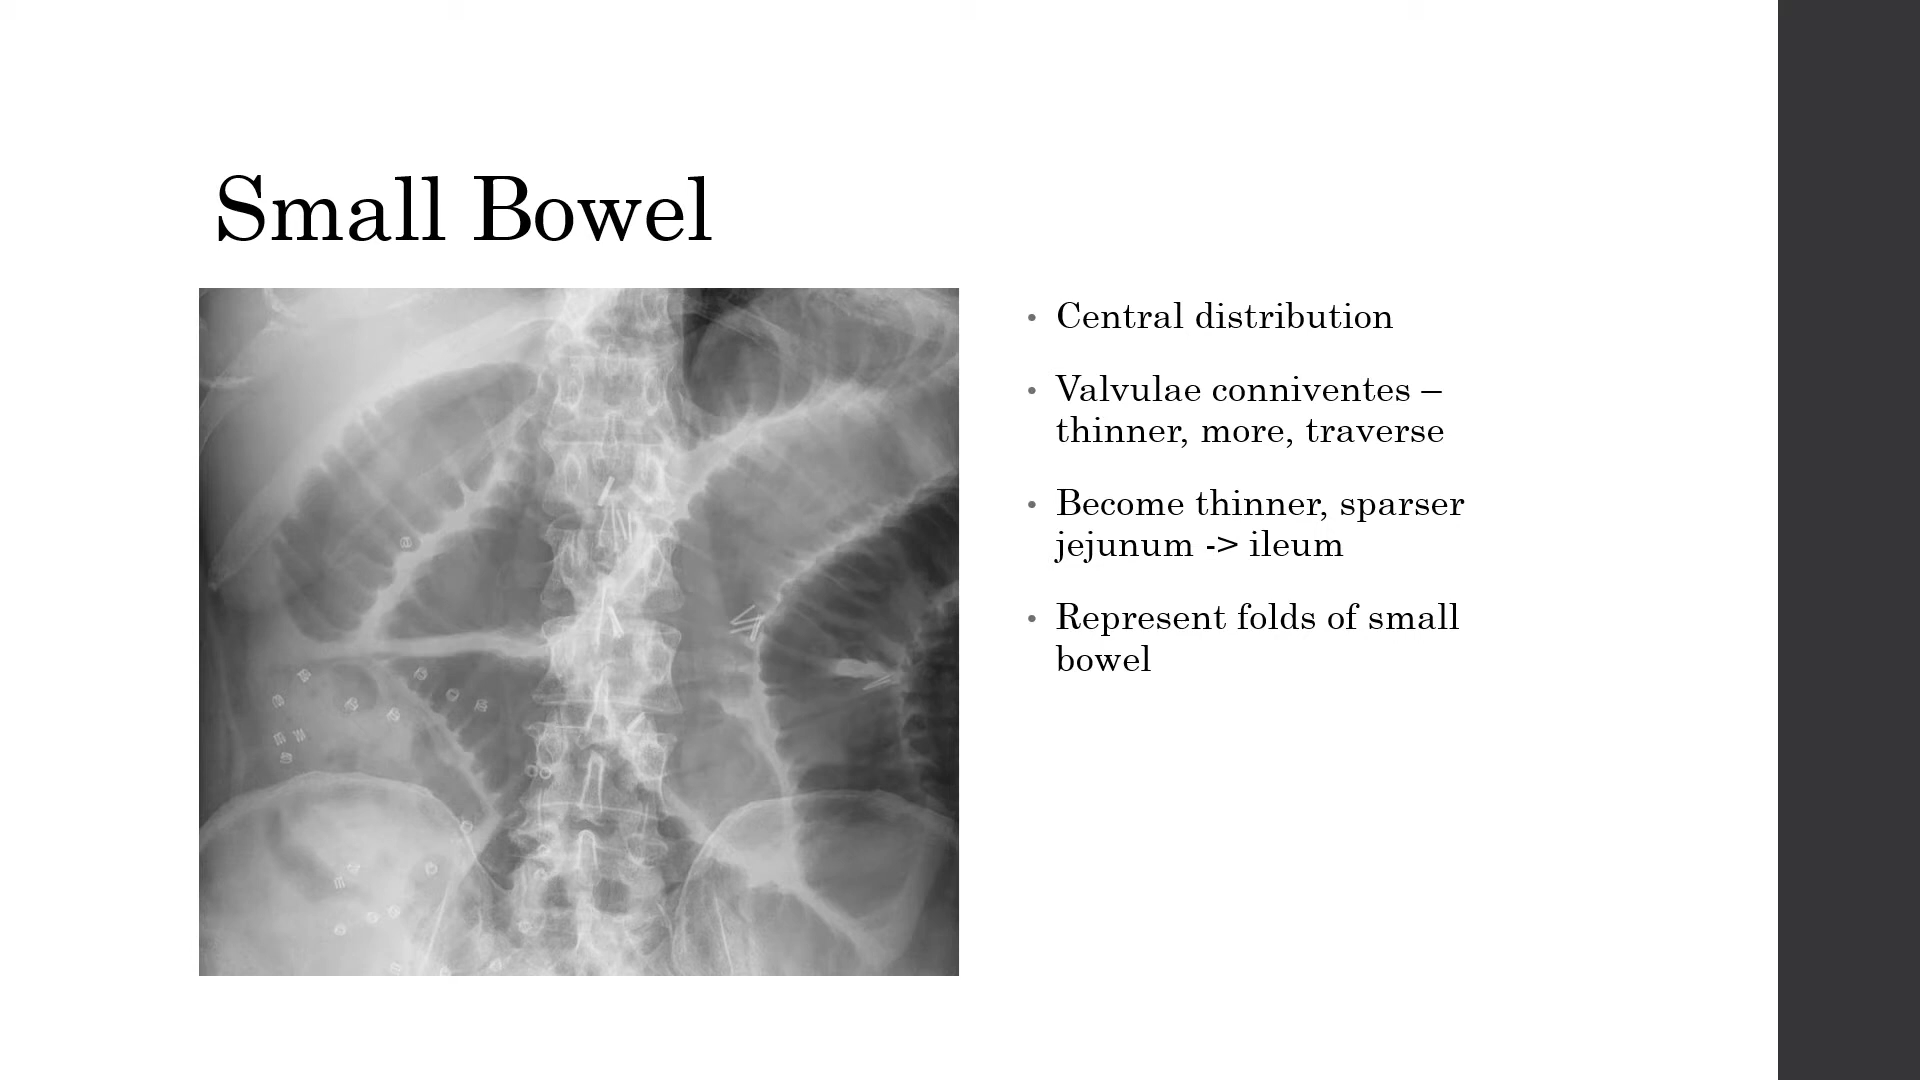 Small Bowel
• Central distribution
• Valvulae conniventes –
thinner, more, traverse
• Become thinner, sparser
jejunum -> ileum
• Represent folds of small
bowel